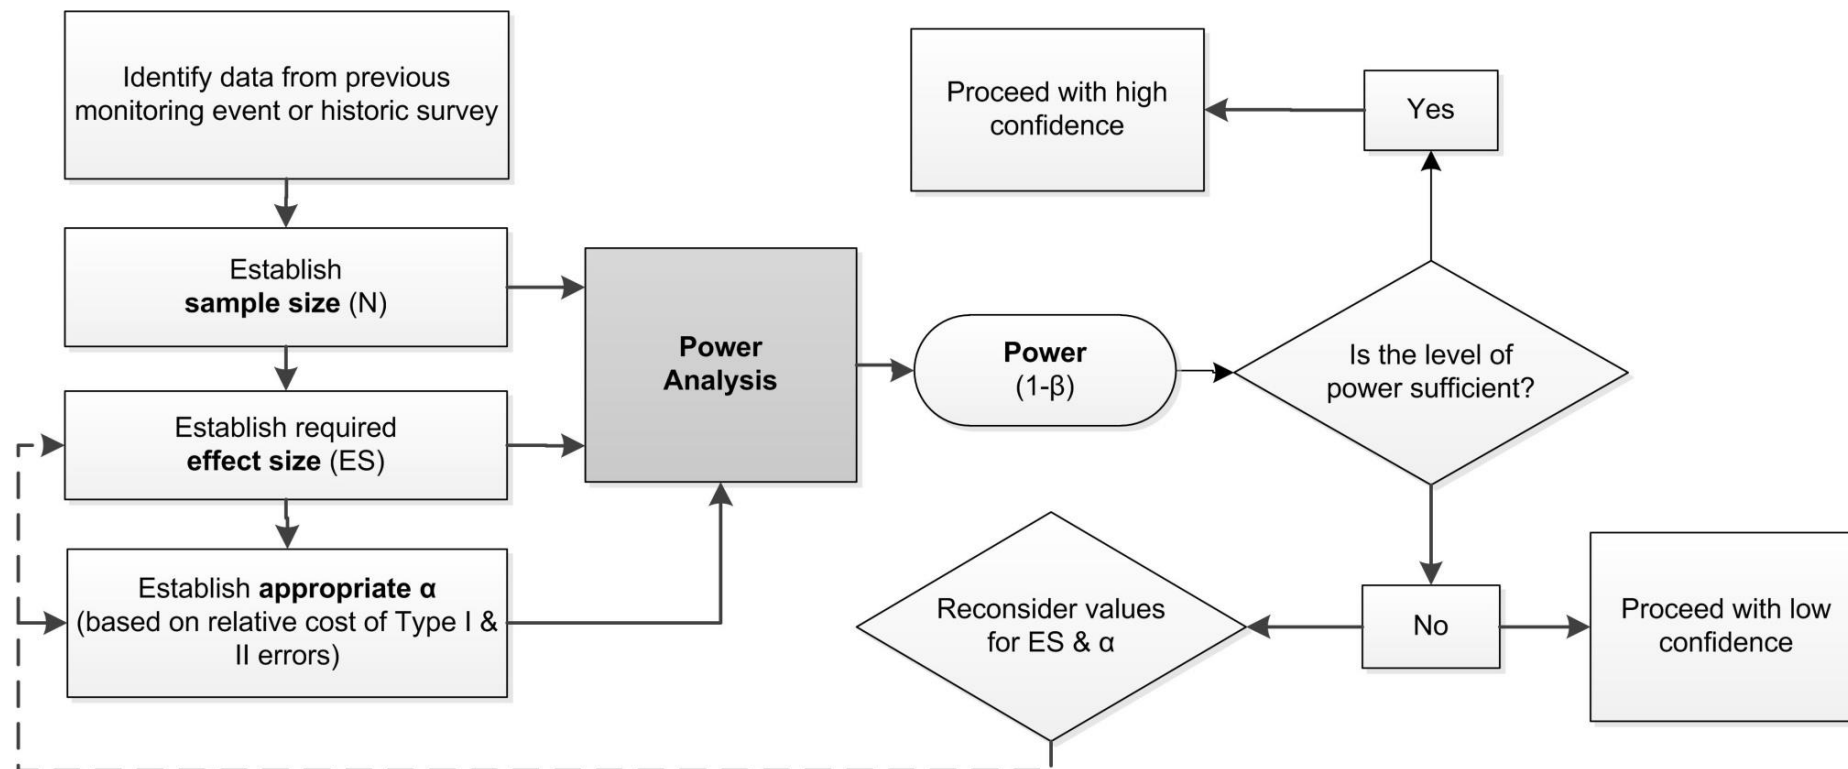 Identify data from previous
monitoring event or historic survey
Establish
sample size (N)
Establish required
effect size (ES)
Establish appropriate α
(based on relative cost of Type I &
II errors)
Power
Analysis
Power
(1-β)
Is the level of
power sufficient?
Yes
Proceed with high
confidence
No
Proceed with low
confidence
Reconsider values
for ES & α